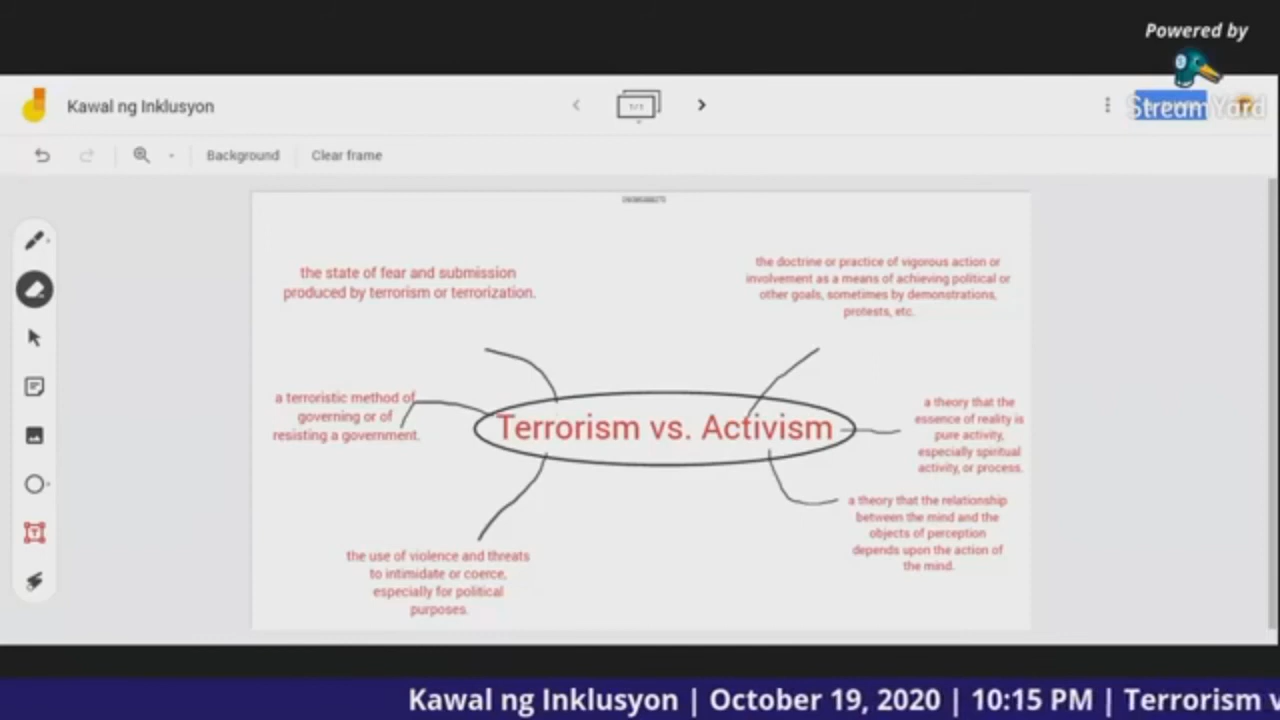 Powered by
StreamYard
Kawal ng Inklusyon
1/1
Background
Clear frame
the state of fear and submission
produced by terrorism or terrorization.
the doctrine or practice of vigorous action or
involvement as a means of achieving political or
other goals, sometimes by demonstrations,
protests, etc.
a terroristic method of
governing or of
resisting a government.
Terrorism vs. Activism
a theory that the
essence of reality is
pure activity,
especially spiritual
activity, or process.
a theory that the relationship
between the mind and the
objects of perception
depends upon the action of
the mind.
the use of violence and threats
to intimidate or coerce,
especially for political
purposes.
Kawal ng Inklusyon | October 19, 2020 | 10:15 PM | Terrorism v